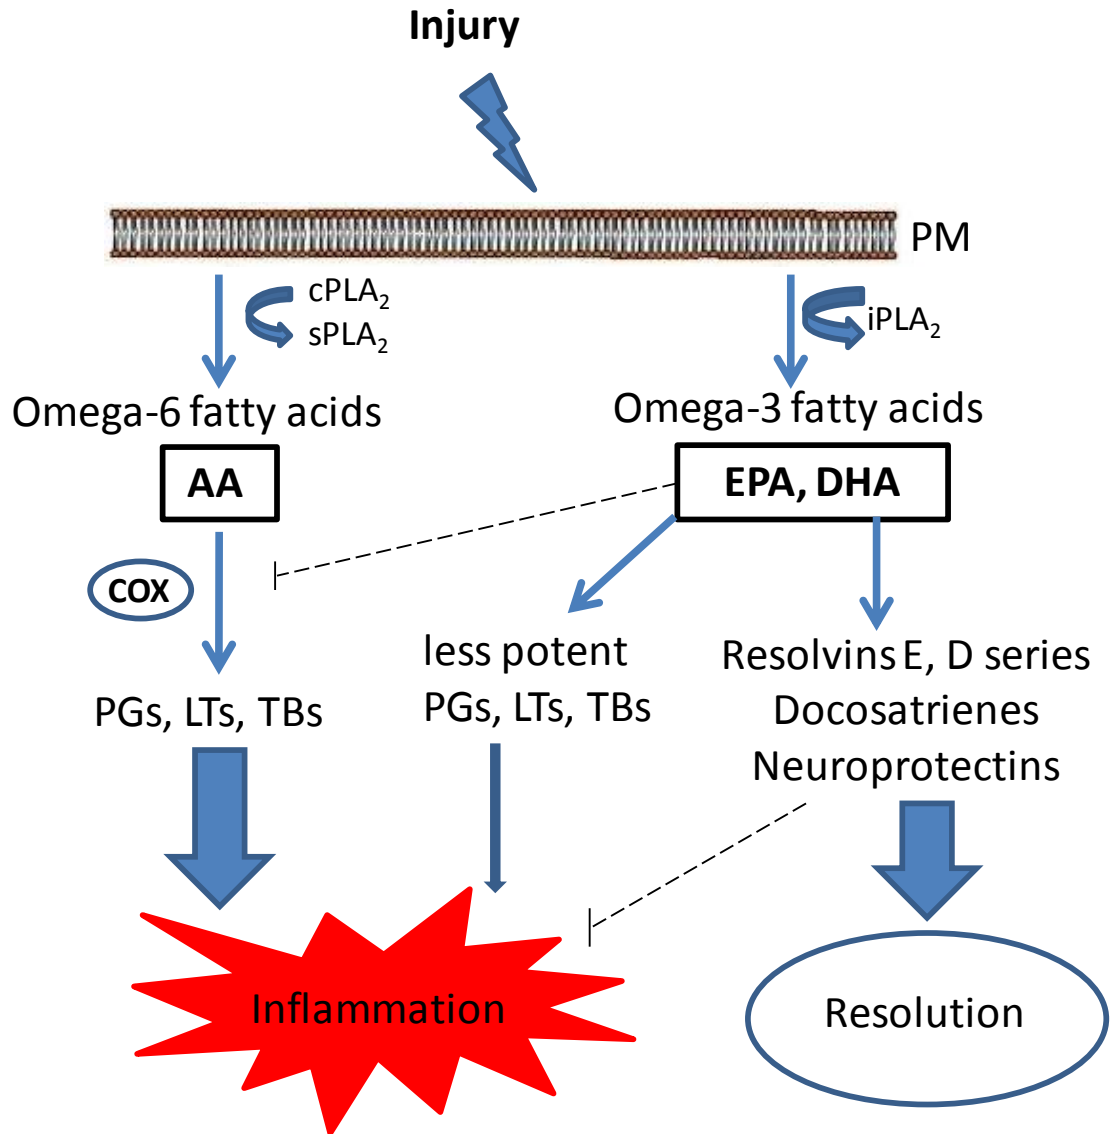 Injury
PM
cPLA₂
sPLA₂
iPLA₂
Omega-6 fatty acids
Omega-3 fatty acids
AA
EPA, DHA
COX
PGs, LTs, TBs
less potent
PGs, LTs, TBs
Resolvins E, D series
Docosatrienes
Neuroprotectins
Inflammation
Resolution